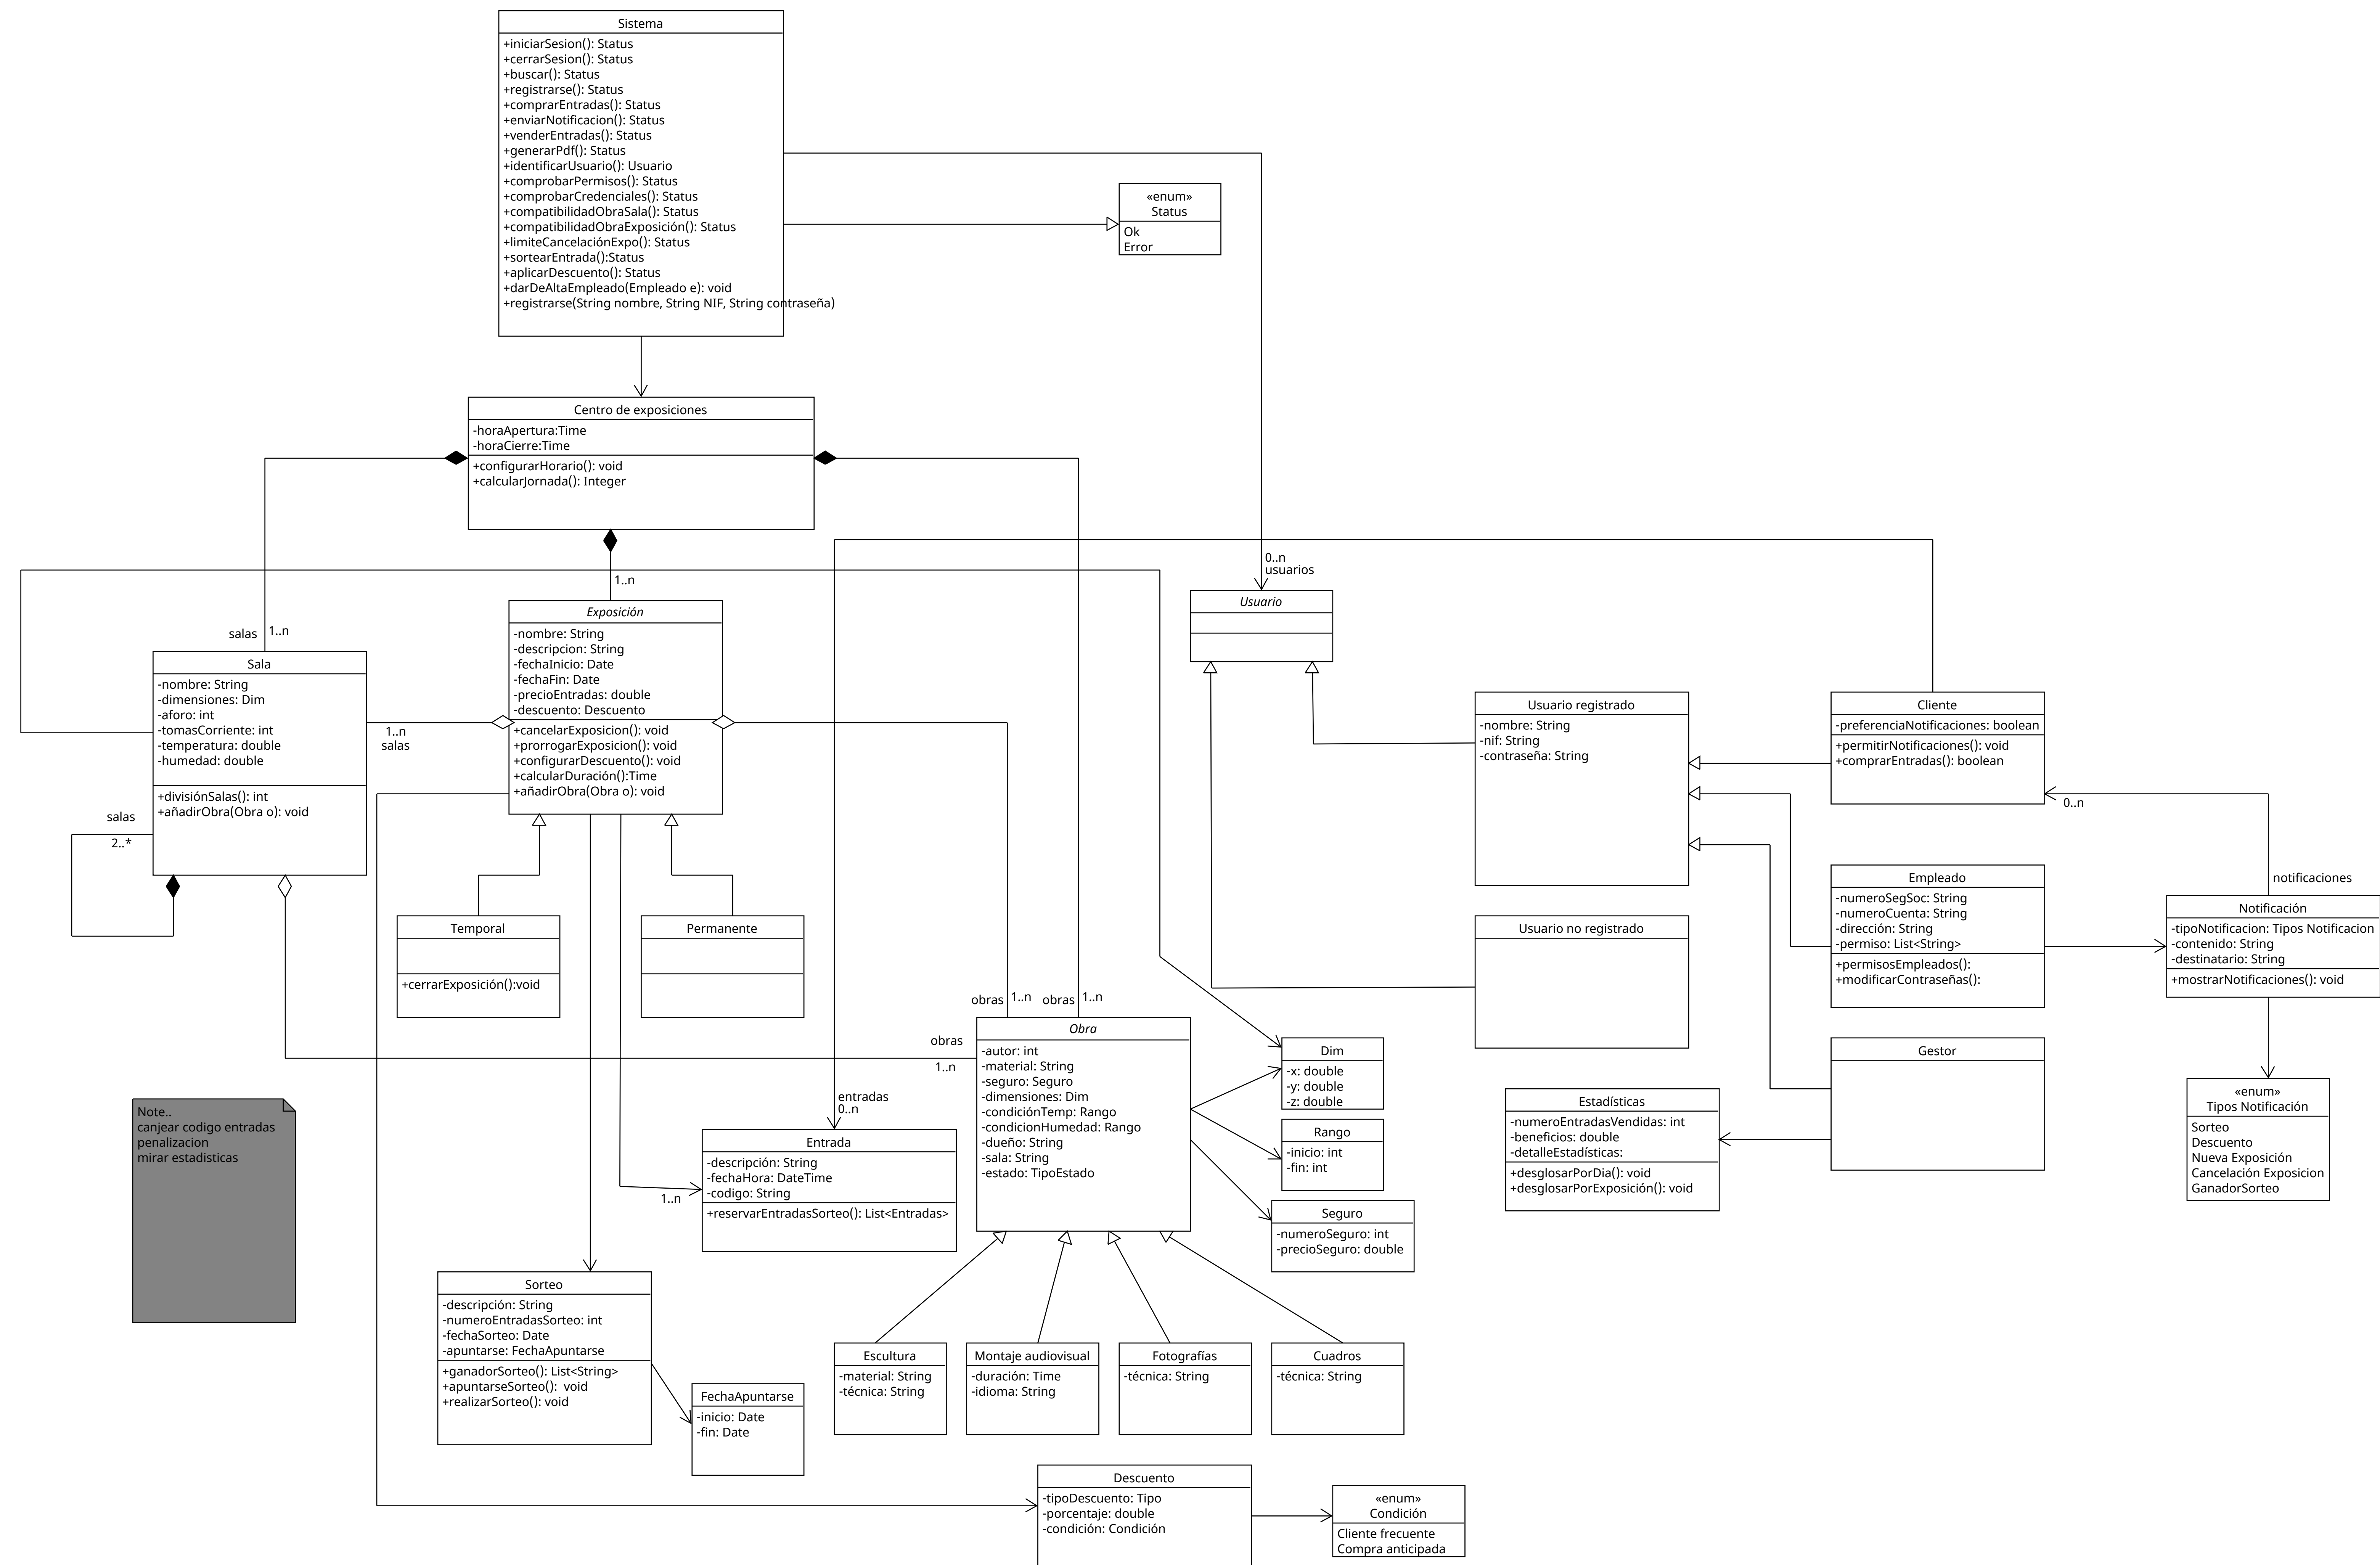 Sistema
+iniciarSesion(): Status
+cerrarSesion(): Status
+buscar(): Status
+registrarse(): Status
+comprarEntradas(): Status
+enviarNotificacion(): Status
+venderEntradas(): Status
+generarPdf(): Status
+identificarUsuario(): Usuario
+comprobarPermisos(): Status
+comprobarCredenciales(): Status
+compatibilidadObraSala(): Status
+compatibilidadObraExposición(): Status
+limiteCancelaciónExpo(): Status
+sortearEntrada():Status
+aplicarDescuento(): Status
+darDeAltaEmpleado(Empleado e): void
+registrarse(String nombre, String NIF, String contraseña)
«enum»
Status
Ok
Error
Centro de exposiciones
-horaApertura:Time
-horaCierre:Time
+configurarHorario(): void
+calcularJornada(): Integer
1..n
0..n
usuarios
salas
1..n
Sala
-nombre: String
-dimensiones: Dim
-aforo: int
-tomasCorriente: int
-temperatura: double
-humedad: double
+divisiónSalas(): int
+añadirObra(Obra o): void
salas
2..*
1..n
salas
Exposición
-nombre: String
-descripcion: String
-fechaInicio: Date
-fechaFin: Date
-precioEntradas: double
-descuento: Descuento
+cancelarExposicion(): void
+prorrogarExposicion(): void
+configurarDescuento(): void
+calcularDuración():Time
+añadirObra(Obra o): void
Usuario
Usuario registrado
-nombre: String
-nif: String
-contraseña: String
Cliente
-preferenciaNotificaciones: boolean
+permitirNotificaciones(): void
+comprarEntradas(): boolean
0..n
notificaciones
Temporal
+cerrarExposición():void
Permanente
Usuario no registrado
Empleado
-numeroSegSoc: String
-numeroCuenta: String
-dirección: String
-permiso: List<String>
+permisosEmpleados():
+modificarContraseñas():
Notificación
-tipoNotificacion: Tipos Notificacion
-contenido: String
-destinatario: String
+mostrarNotificaciones(): void
obras
1..n
obras
1..n
obras
1..n
Obra
-autor: int
-material: String
-seguro: Seguro
-dimensiones: Dim
-condiciónTemp: Rango
-condicionHumedad: Rango
-dueño: String
-sala: String
-estado: TipoEstado
Dim
-x: double
-y: double
-z: double
Rango
-inicio: int
-fin: int
Seguro
-numeroSeguro: int
-precioSeguro: double
Gestor
Estadísticas
-numeroEntradasVendidas: int
-beneficios: double
-detalleEstadísticas:
+desglosarPorDia(): void
+desglosarPorExposición(): void
«enum»
Tipos Notificación
Sorteo
Descuento
Nueva Exposición
Cancelación Exposicion
GanadorSorteo
Note..
canjear codigo entradas
penalizacion
mirar estadisticas
entradas
0..n
1..n
Entrada
-descripción: String
-fechaHora: DateTime
-codigo: String
+reservarEntradasSorteo(): List<Entradas>
Sorteo
-descripción: String
-numeroEntradasSorteo: int
-fechaSorteo: Date
-apuntarse: FechaApuntarse
+ganadorSorteo(): List<String>
+apuntarseSorteo():  void
+realizarSorteo(): void
FechaApuntarse
-inicio: Date
-fin: Date
Escultura
-material: String
-técnica: String
Montaje audiovisual
-duración: Time
-idioma: String
Fotografías
-técnica: String
Cuadros
-técnica: String
Descuento
-tipoDescuento: Tipo
-porcentaje: double
-condición: Condición
«enum»
Condición
Cliente frecuente
Compra anticipada